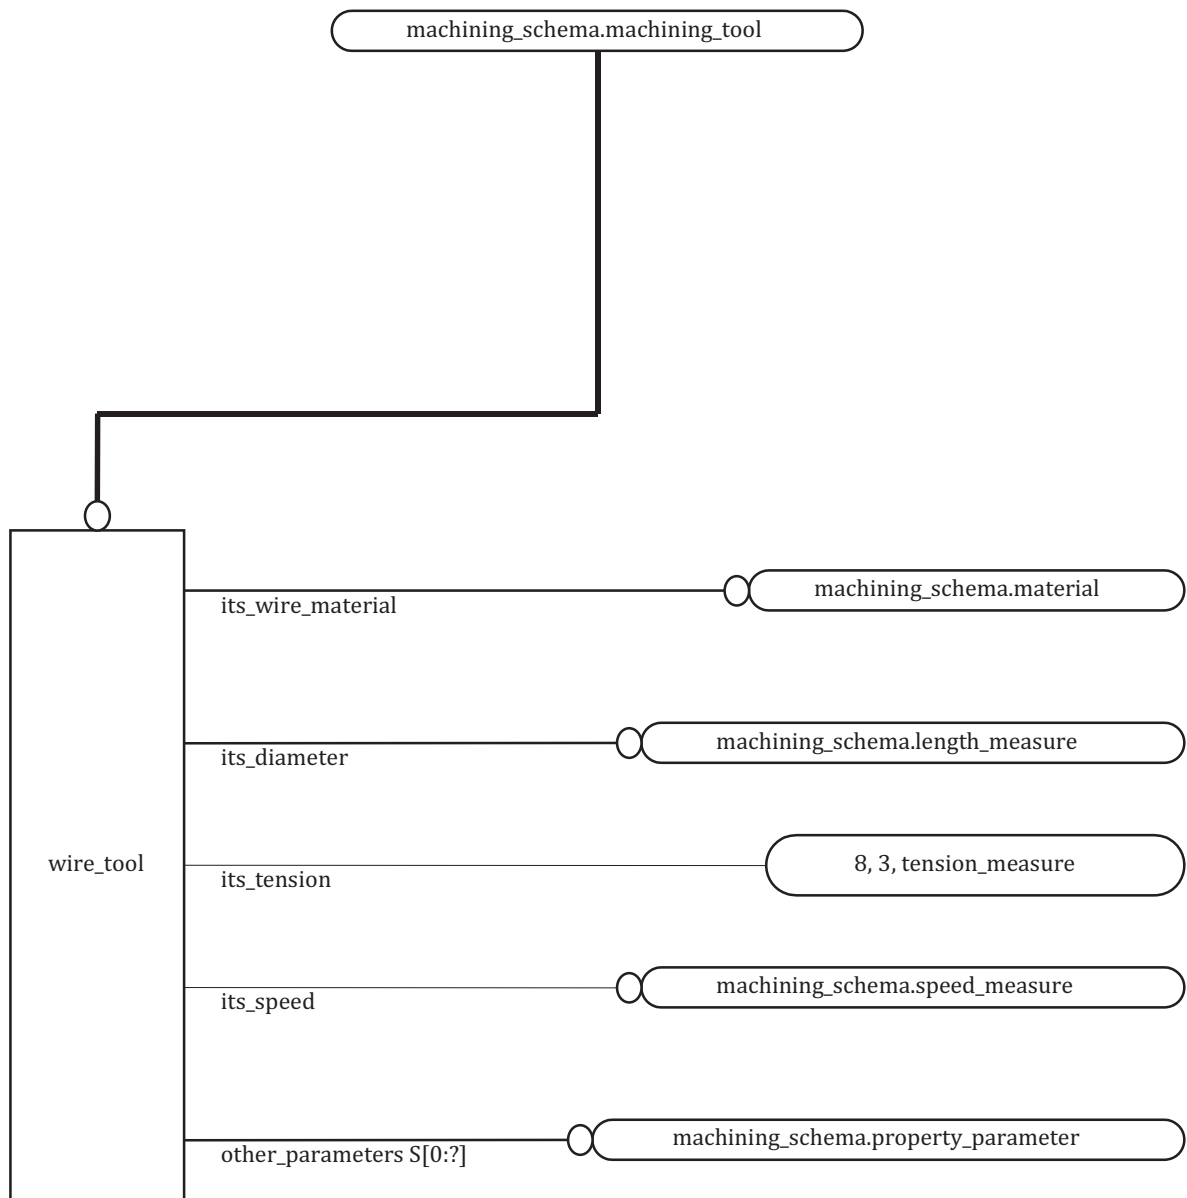 machining_schema.machining_tool
machining_schema.material
its_wire_material
machining_schema.length_measure
its_diameter
wire_tool
8, 3, tension_measure
its_tension
machining_schema.speed_measure
its_speed
machining_schema.property_parameter
other_parameters S[0:?]